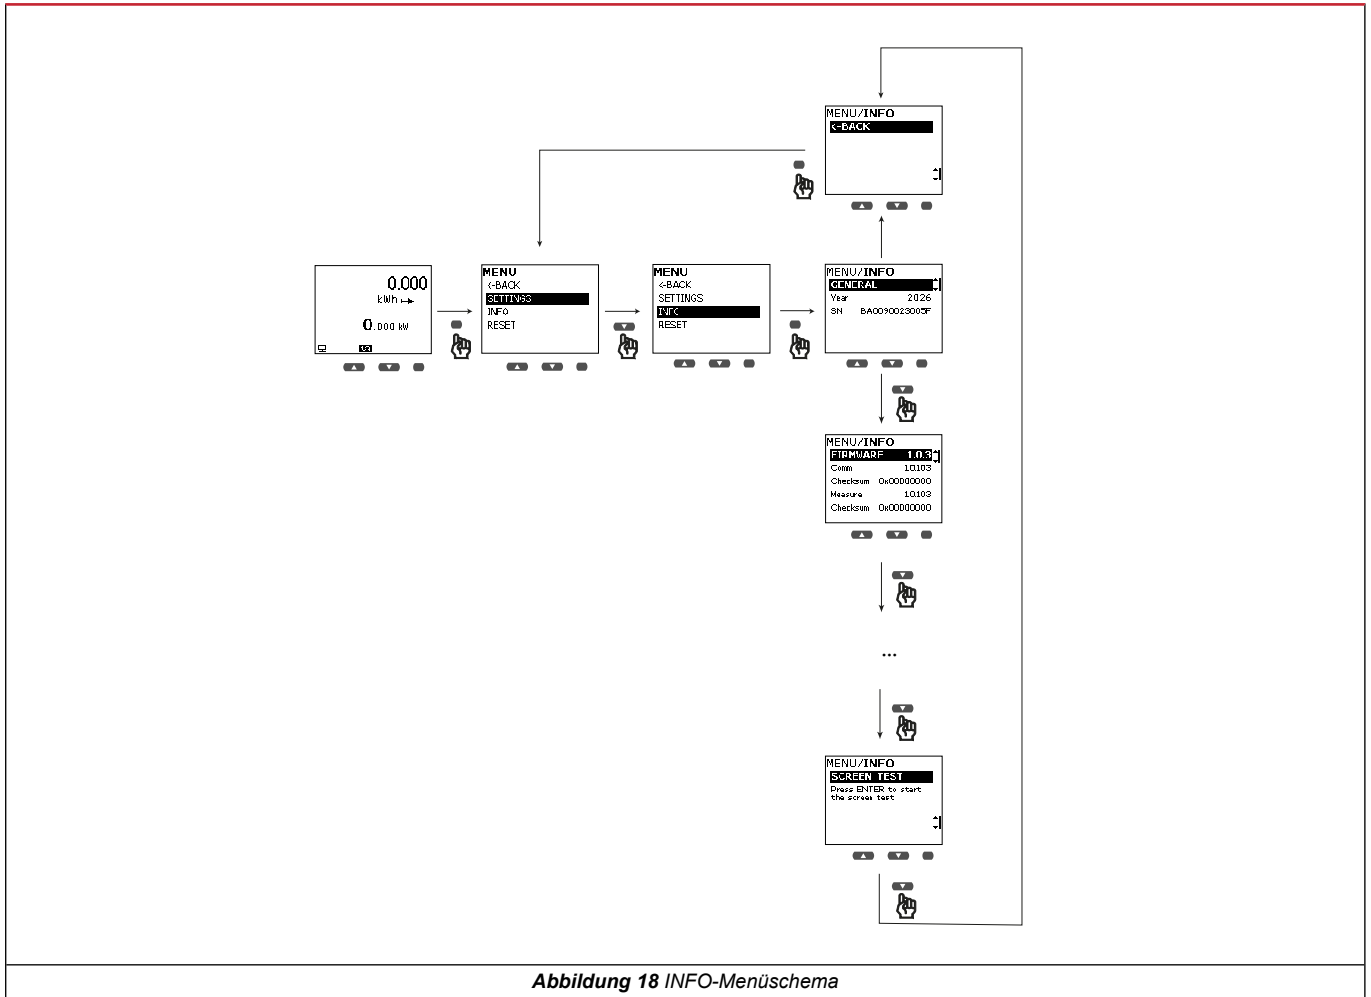 MENU/INFO
<-BACK
0.000
kWh
0.000 kW
MENU
<-BACK
SETTINGS
INFO
RESET
MENU
<-BACK
SETTINGS
INFO
RESET
MENU/INFO
GENERAL
Year 2026
SN BA0090023005F
MENU/INFO
FIRMWARE 1.0.3
Comm 1.0.103
Checksum 0x00D00000
Measure 1.0.103
Checksum 0x00D00000
...
MENU/INFO
SCREEN TEST
Press ENTER to start
the screen test
Abbildung 18 INFO-Menüschema